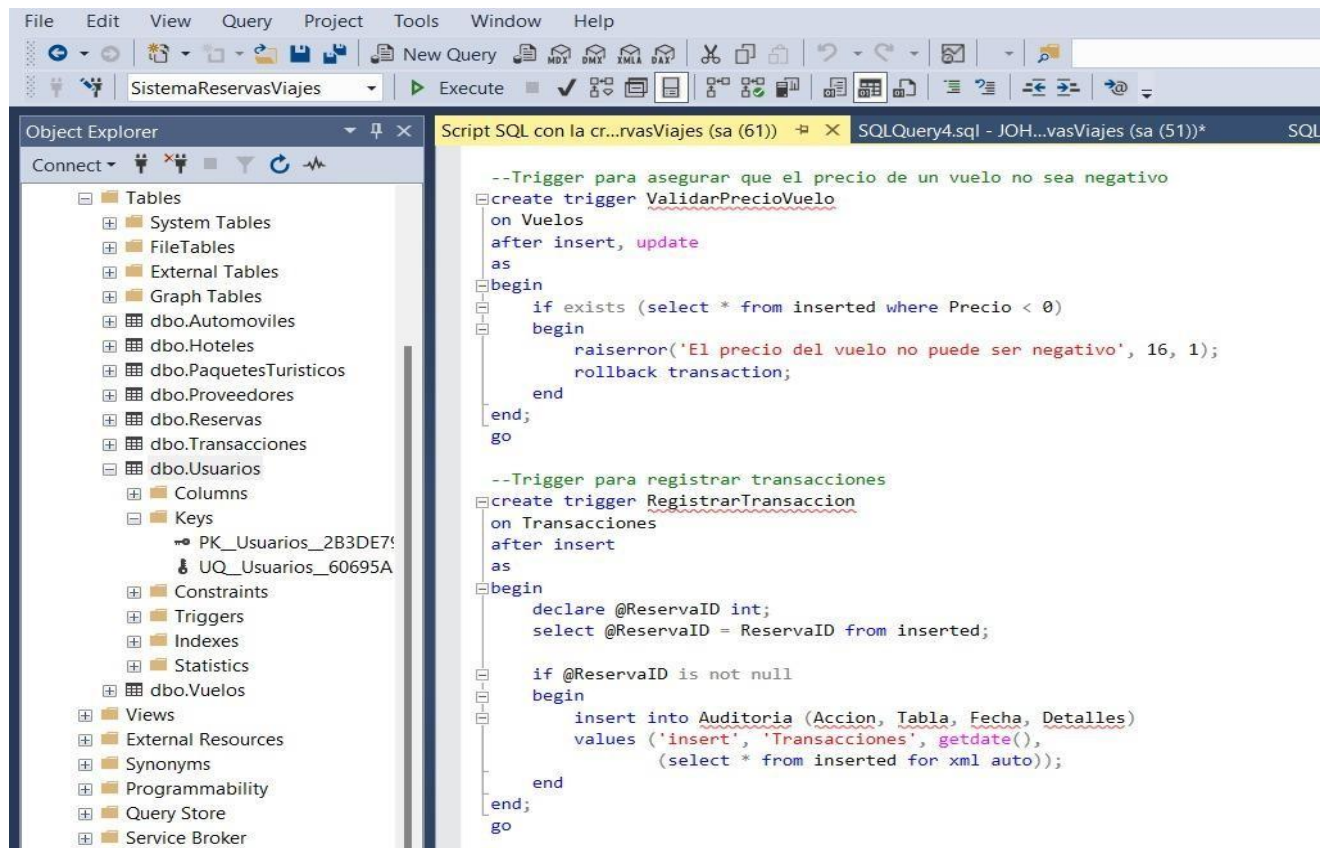 File Edit View Query Project Tools Window Help
New Query MDX DMX XMLA DAX
SistemaReservasViajes Execute
Object Explorer
Connect
Tables
System Tables
FileTables
External Tables
Graph Tables
dbo.Automoviles
dbo.Hoteles
dbo.PaquetesTuristicos
dbo.Proveedores
dbo.Reservas
dbo.Transacciones
dbo.Usuarios
Columns
Keys
PK__Usuarios__2B3DE79
UQ__Usuarios__60695A
Constraints
Triggers
Indexes
Statistics
dbo.Vuelos
Views
External Resources
Synonyms
Programmability
Query Store
Service Broker
Script SQL con la cr...rvasViajes (sa (61)) SQLQuery4.sql - JOH...vasViajes (sa (51))* SQL
--Trigger para asegurar que el precio de un vuelo no sea negativo
create trigger ValidarPrecioVuelo
on Vuelos
after insert, update
as
begin
if exists (select * from inserted where Precio < 0)
begin
raiserror('El precio del vuelo no puede ser negativo', 16, 1);
rollback transaction;
end
end;
go
--Trigger para registrar transacciones
create trigger RegistrarTransaccion
on Transacciones
after insert
as
begin
declare @ReservaID int;
select @ReservaID = ReservaID from inserted;
if @ReservaID is not null
begin
insert into Auditoria (Accion, Tabla, Fecha, Detalles)
values ('insert', 'Transacciones', getdate(),
(select * from inserted for xml auto));
end
end;
go